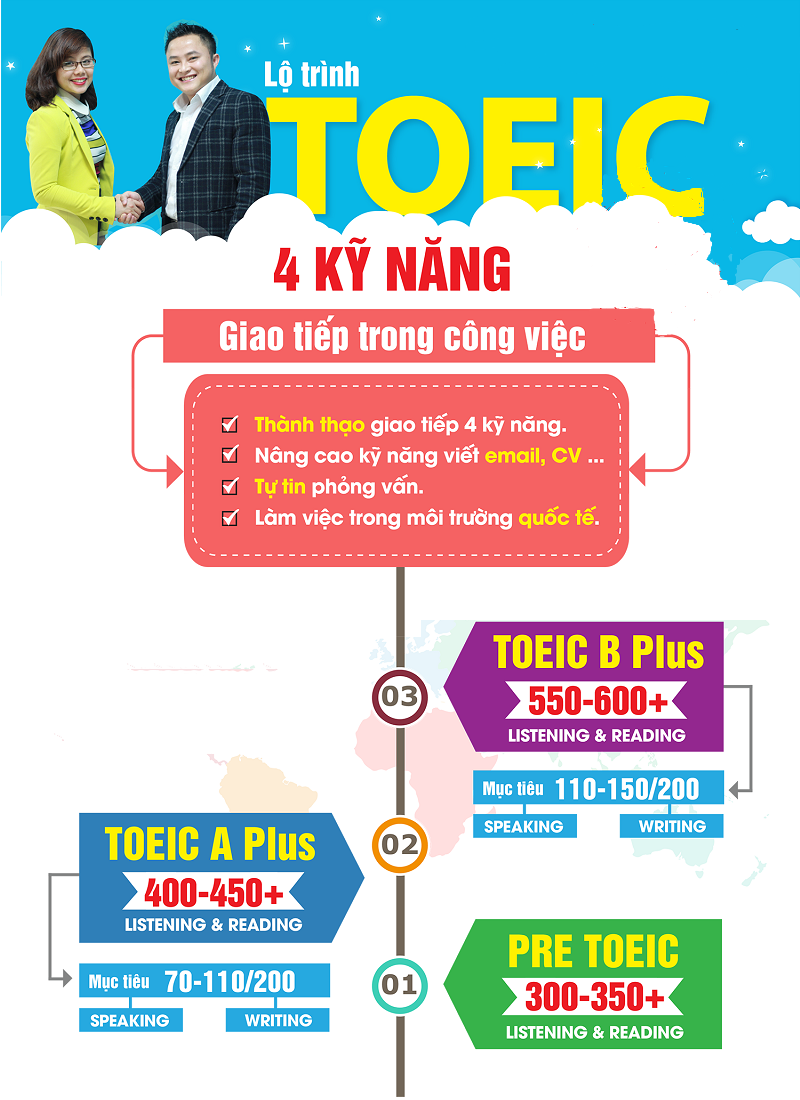 Lộ trình
TOEIC
4 KỸ NĂNG
Giao tiếp trong công việc
Thành thạo giao tiếp 4 kỹ năng.
Nâng cao kỹ năng viết email, CV ...
Tự tin phỏng vấn.
Làm việc trong môi trường quốc tế.
03
TOEIC B Plus
550-600+
LISTENING & READING
Mục tiêu 110-150/200
SPEAKING
WRITING
02
TOEIC A Plus
400-450+
LISTENING & READING
Mục tiêu 70-110/200
SPEAKING
WRITING
01
PRE TOEIC
300-350+
LISTENING & READING